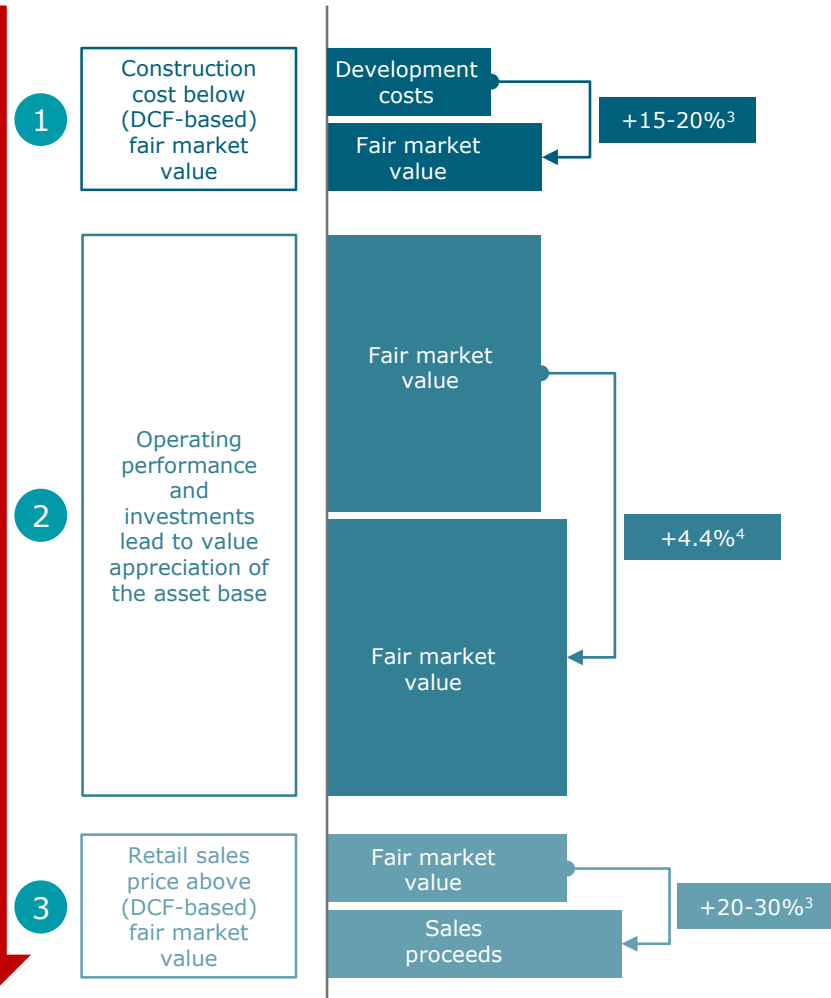 1
Construction
cost below
(DCF-based)
fair market
value
Development
costs
Fair market
value
+15-20%³
2
Operating
performance
and
investments
lead to value
appreciation of
the asset base
Fair market
value
Fair market
value
+4.4%⁴
3
Retail sales
price above
(DCF-based)
fair market
value
Fair market
value
Sales
proceeds
+20-30%³